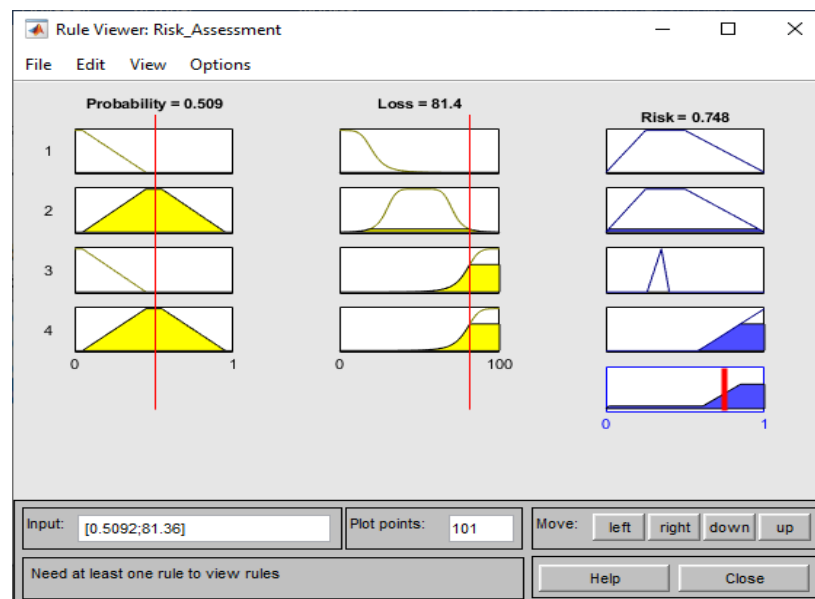 Rule Viewer: Risk_Assessment
File Edit View Options
Probability = 0.509 Loss = 81.4 Risk = 0.748
1
2
3
4
0 1 0 100
0 1
Input: [0.5092;81.36] Plot points: 101 Move: left right down up
Need at least one rule to view rules Help Close